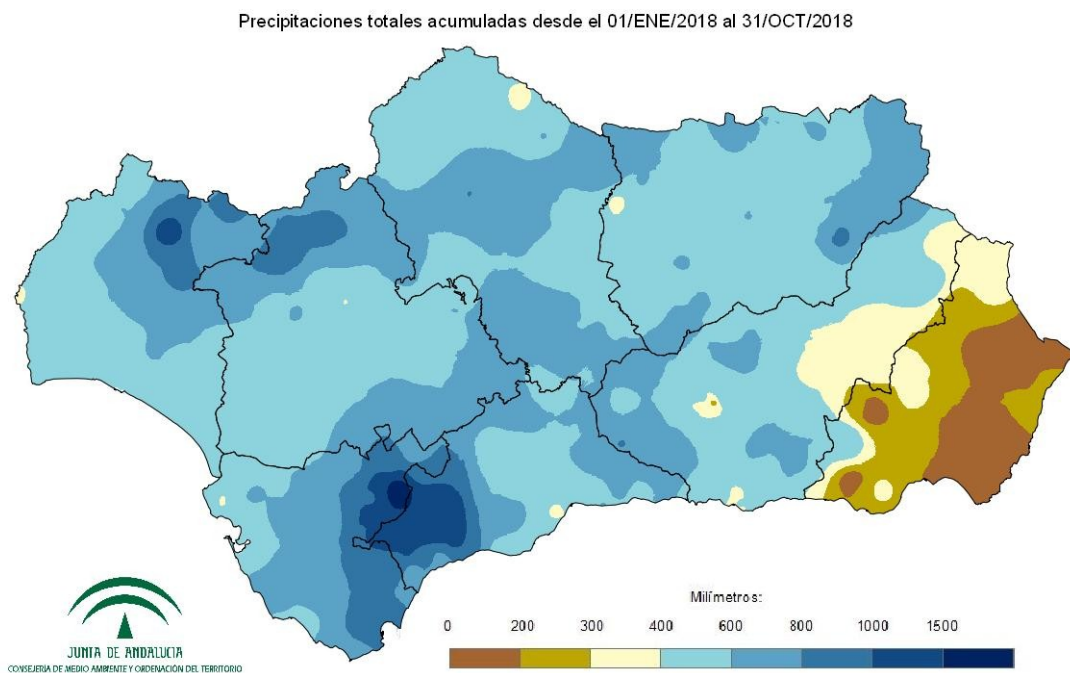 Precipitaciones totales acumuladas desde el 01/ENE/2018 al 31/OCT/2018
Milímetros:
0 200 300 400 600 800 1000 1500
JUNTA DE ANDALUCIA
CONSEJERÍA DE MEDIO AMBIENTE Y ORDENACIÓN DEL TERRITORIO